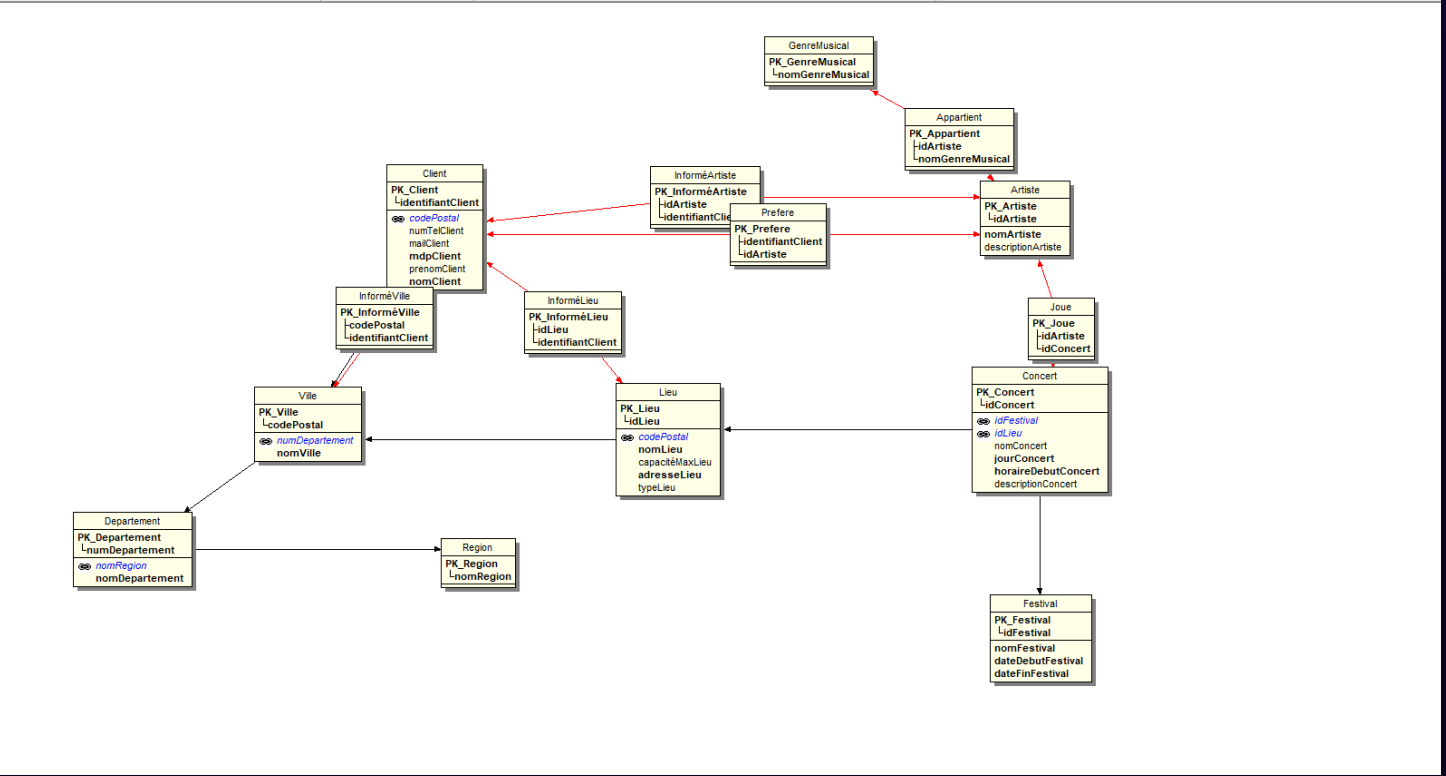 GenreMusical
PK_GenreMusical
nomGenreMusical
Appartient
PK_Appartient
idArtiste
nomGenreMusical
Client
PK_Client
identifiantClient
codePostal
numTelClient
mailClient
mdpClient
prenomClient
nomClient
InforméArtiste
PK_InforméArtiste
idArtiste
identifiantClie
Prefere
PK_Prefere
identifiantClient
idArtiste
Artiste
PK_Artiste
idArtiste
nomArtiste
descriptionArtiste
InforméVille
PK_InforméVille
codePostal
identifiantClient
InforméLieu
PK_InforméLieu
idLieu
identifiantClient
Joue
PK_Joue
idArtiste
idConcert
Ville
PK_Ville
codePostal
numDepartement
nomVille
Lieu
PK_Lieu
idLieu
codePostal
nomLieu
capacitéMaxLieu
adresseLieu
typeLieu
Concert
PK_Concert
idConcert
idFestival
idLieu
nomConcert
jourConcert
horaireDebutConcert
descriptionConcert
Departement
PK_Departement
numDepartement
nomRegion
nomDepartement
Region
PK_Region
nomRegion
Festival
PK_Festival
idFestival
nomFestival
dateDebutFestival
dateFinFestival